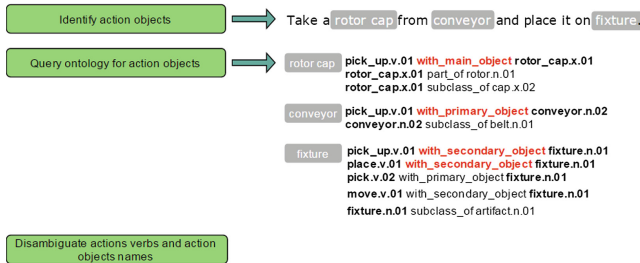 Identify action objects
Take a rotor cap from conveyor and place it on fixture.
Query ontology for action objects
rotor cap
pick_up.v.01 with_main_object rotor_cap.x.01
rotor_cap.x.01 part_of rotor.n.01
rotor_cap.x.01 subclass_of cap.x.02
conveyor
pick_up.v.01 with_primary_object conveyor.n.02
conveyor.n.02 subclass_of belt.n.01
fixture
pick_up.v.01 with_secondary_object fixture.n.01
place.v.01 with_secondary_object fixture.n.01
pick.v.02 with_primary_object fixture.n.01
move.v.01 with_secondary_object fixture.n.01
fixture.n.01 subclass_of artifact.n.01
Disambiguate actions verbs and action
objects names